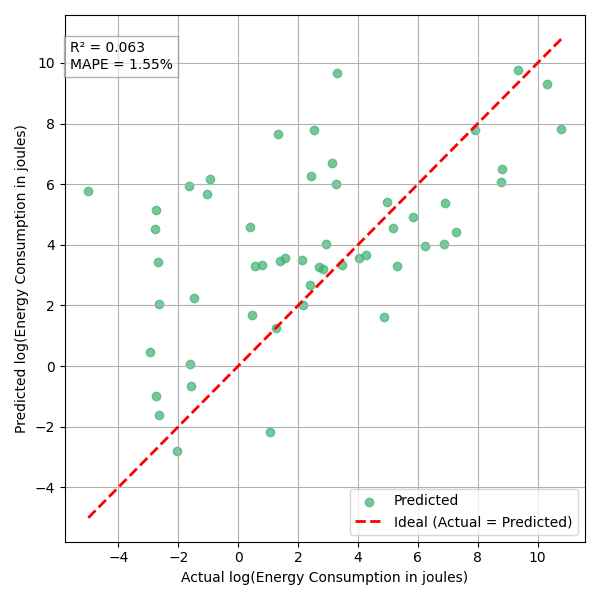 R² = 0.063
MAPE = 1.55%
Predicted log(Energy Consumption in joules)
10
8
6
4
2
0
−2
−4
Predicted
Ideal (Actual = Predicted)
−4 −2 0 2 4 6 8 10
Actual log(Energy Consumption in joules)